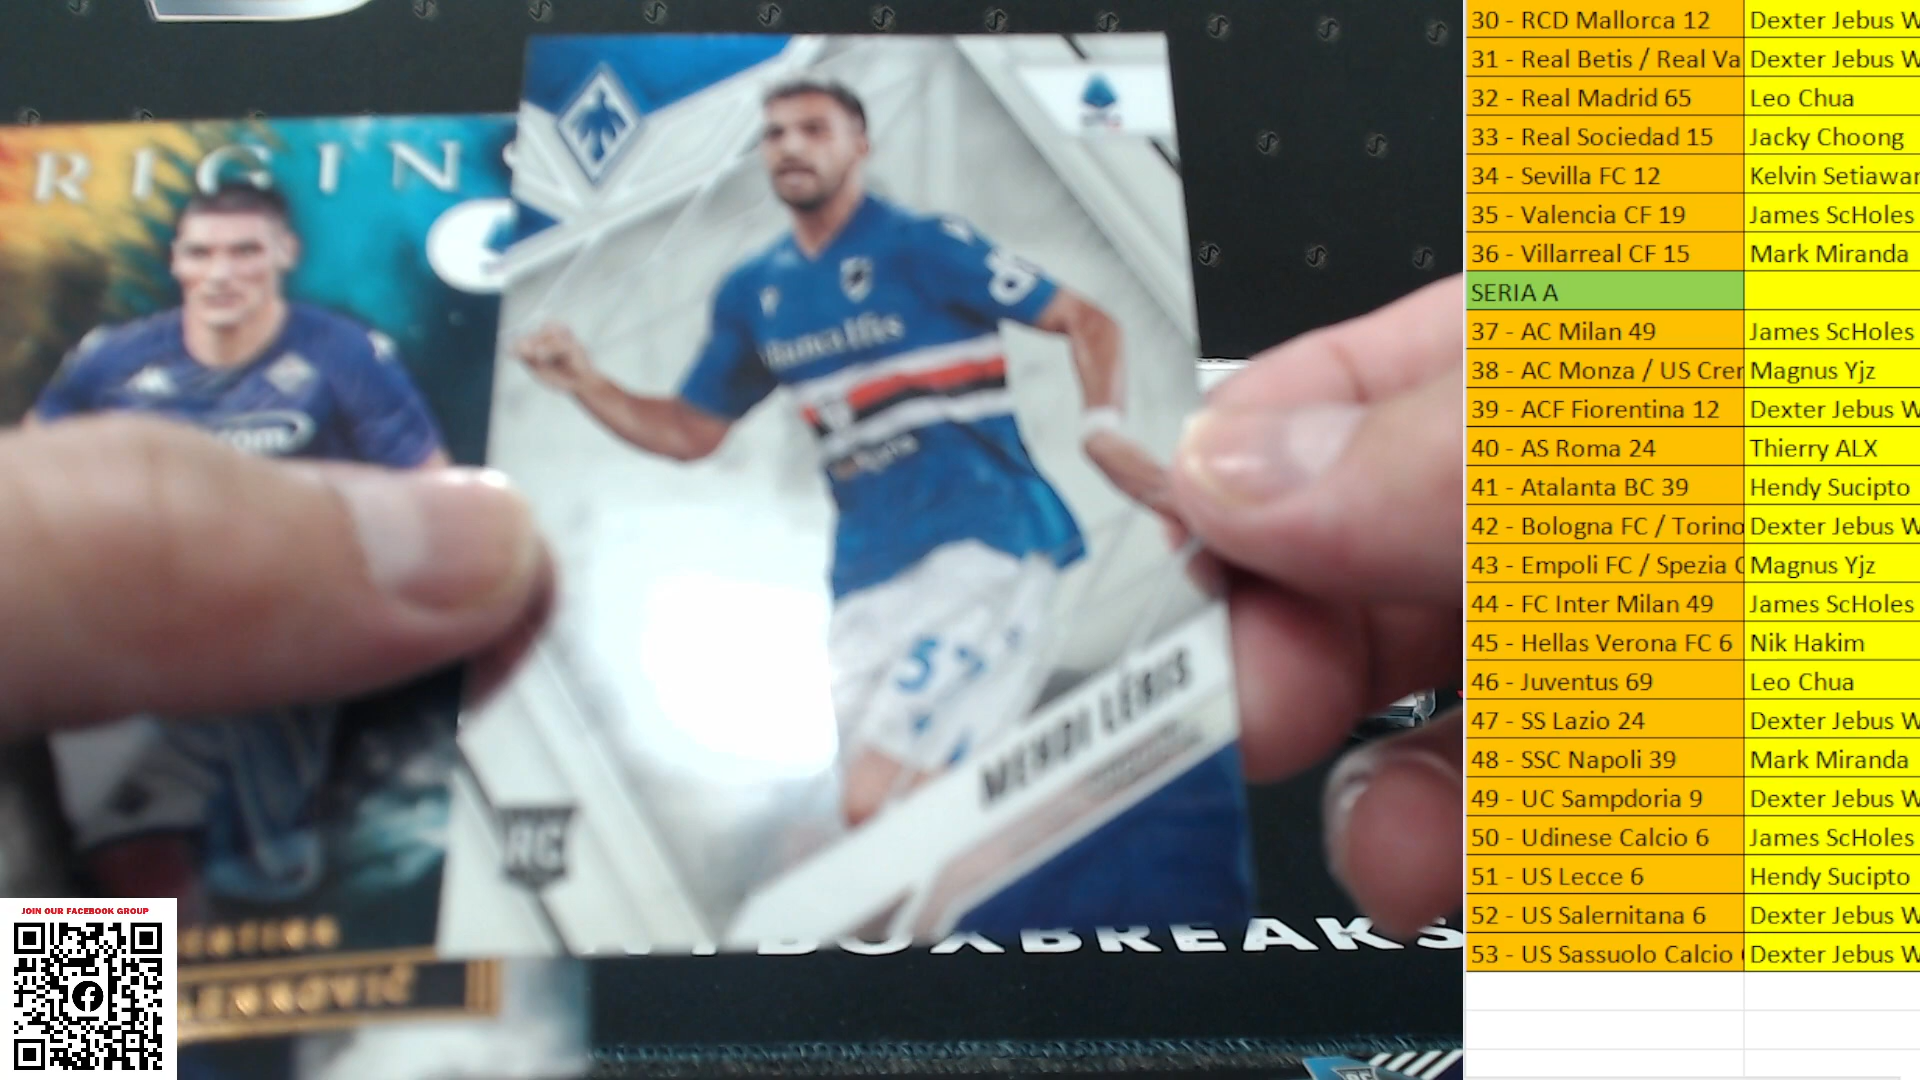 RIGINS
Banca Ifis
MEHDI LÉRIS
RC
BOXBREAKS
JOIN OUR FACEBOOK GROUP
30 - RCD Mallorca 12 Dexter Jebus W
31 - Real Betis / Real Va Dexter Jebus W
32 - Real Madrid 65 Leo Chua
33 - Real Sociedad 15 Jacky Choong
34 - Sevilla FC 12 Kelvin Setiawan
35 - Valencia CF 19 James ScHoles
36 - Villarreal CF 15 Mark Miranda
SERIA A
37 - AC Milan 49 James ScHoles
38 - AC Monza / US Crem Magnus Yjz
39 - ACF Fiorentina 12 Dexter Jebus W
40 - AS Roma 24 Thierry ALX
41 - Atalanta BC 39 Hendy Sucipto
42 - Bologna FC / Torino Dexter Jebus W
43 - Empoli FC / Spezia C Magnus Yjz
44 - FC Inter Milan 49 James ScHoles
45 - Hellas Verona FC 6 Nik Hakim
46 - Juventus 69 Leo Chua
47 - SS Lazio 24 Dexter Jebus W
48 - SSC Napoli 39 Mark Miranda
49 - UC Sampdoria 9 Dexter Jebus W
50 - Udinese Calcio 6 James ScHoles
51 - US Lecce 6 Hendy Sucipto
52 - US Salernitana 6 Dexter Jebus W
53 - US Sassuolo Calcio Dexter Jebus W